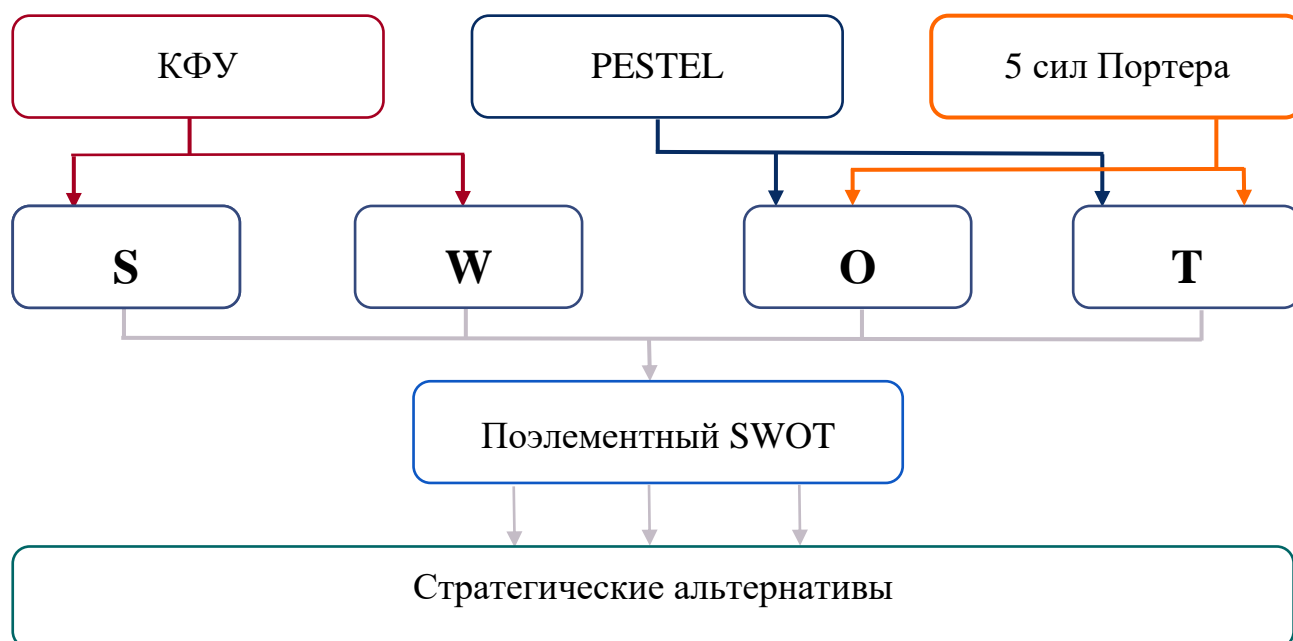 КФУ
PESTEL
5 сил Портера
S
W
O
T
Поэлементный SWOT
Стратегические альтернативы